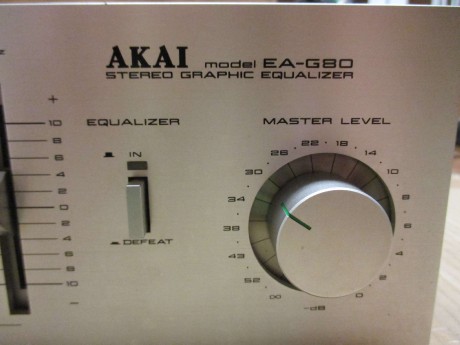 AKAI model EA-G80
STEREO GRAPHIC EQUALIZER
+
10
8
6
4
2
0
2
4
6
8
10
−
EQUALIZER
IN
DEFEAT
MASTER LEVEL
∞ 52 43 38 34 30 26 22 18 14 10 8 6 4 2 0
-dB